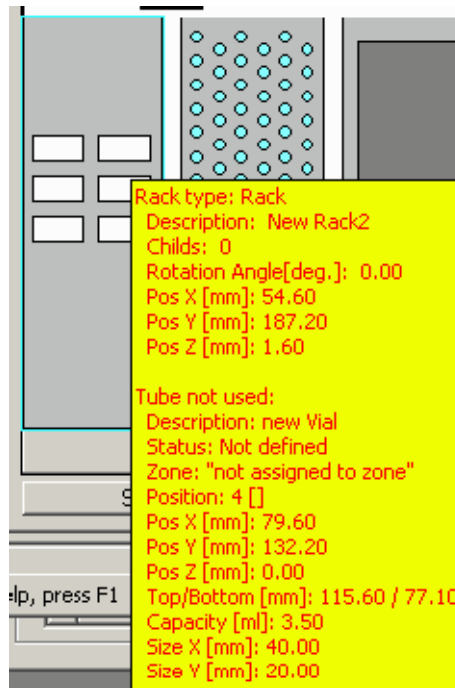 Rack type: Rack
Description: New Rack2
Childs: 0
Rotation Angle[deg.]: 0.00
Pos X [mm]: 54.60
Pos Y [mm]: 187.20
Pos Z [mm]: 1.60
Tube not used:
Description: new Vial
Status: Not defined
Zone: "not assigned to zone"
Position: 4 []
Pos X [mm]: 79.60
Pos Y [mm]: 132.20
Pos Z [mm]: 0.00
Top/Bottom [mm]: 115.60 / 77.10
Capacity [ml]: 3.50
Size X [mm]: 40.00
Size Y [mm]: 20.00
S
elp, press F1